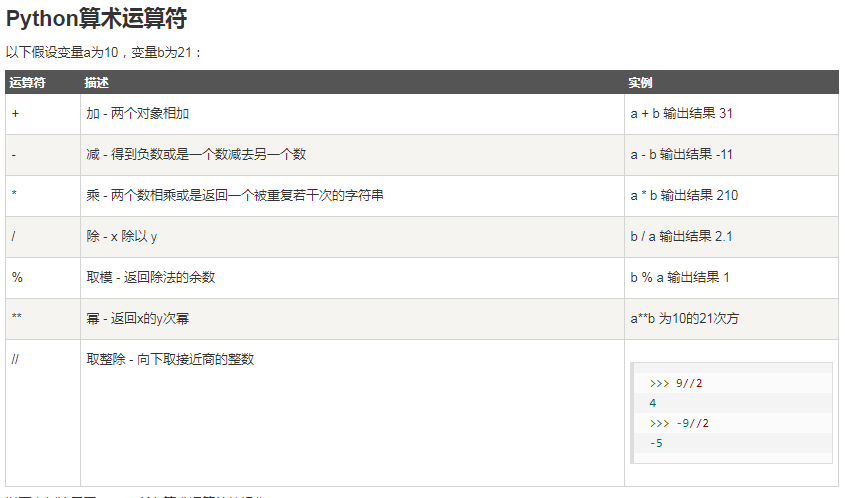 Python算术运算符
以下假设变量a为10，变量b为21：
运算符 描述 实例
+ 加 - 两个对象相加 a + b 输出结果 31
- 减 - 得到负数或是一个数减去另一个数 a - b 输出结果 -11
* 乘 - 两个数相乘或是返回一个被重复若干次的字符串 a * b 输出结果 210
/ 除 - x 除以 y b / a 输出结果 2.1
% 取模 - 返回除法的余数 b % a 输出结果 1
** 幂 - 返回x的y次幂 a**b 为10的21次方
// 取整除 - 向下取接近商的整数
>>> 9//2
4
>>> -9//2
-5